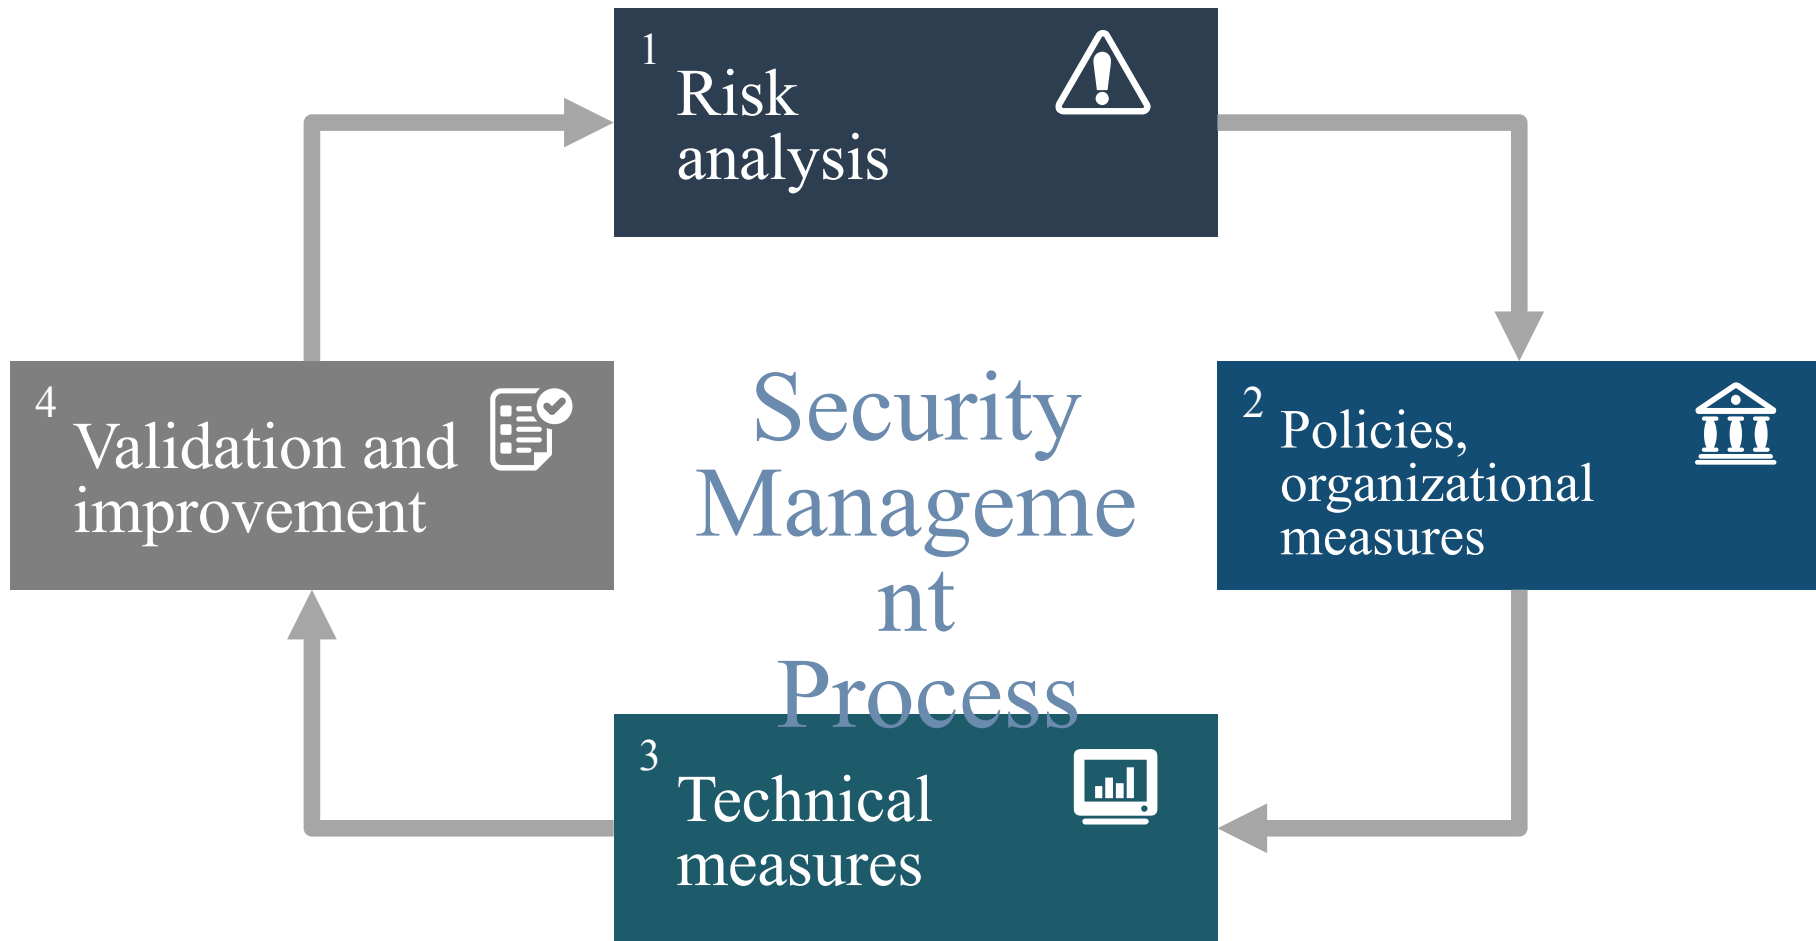 1
Risk
analysis
2
Policies,
organizational
measures
3
Technical
measures
4
Validation and
improvement
Security
Manageme
nt
Process